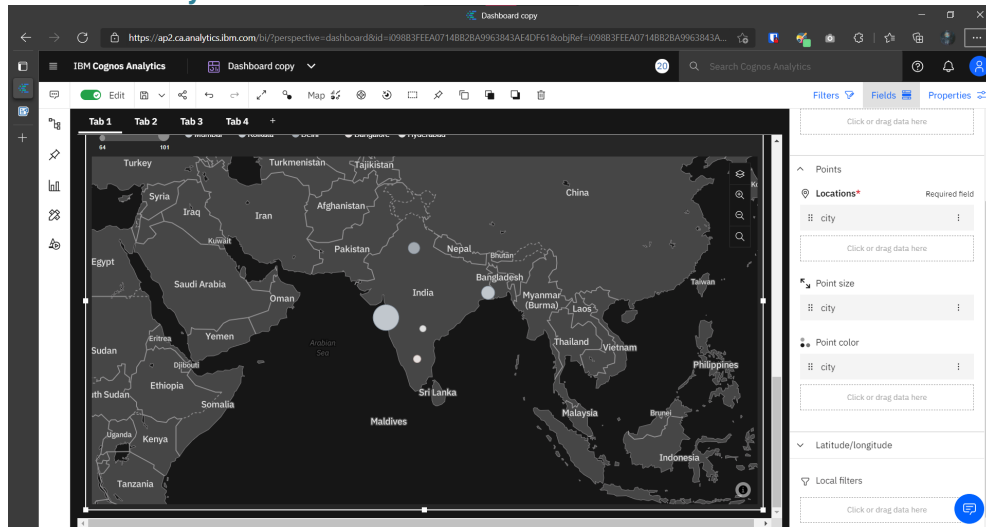 Dashboard copy
https://ap2.ca.analytics.ibm.com/bi/?perspective=dashboard&id=i098B3FEEA0714BB2BA9963843AE4DF61&objRef=i098B3FEEA0714BB2BA9963843A...
IBM Cognos Analytics
Dashboard copy
20
Search Cognos Analytics
Edit
Map
Filters
Fields
Properties
Tab 1
Tab 2
Tab 3
Tab 4
+
Mumbai Kolkata Delhi Bangalore Hyderabad
64
101
Turkey
Turkmenistan
Tajikistan
China
Syria
Iraq
Iran
Afghanistan
Kuwait
Pakistan
Nepal
Bhutan
Egypt
Saudi Arabia
Oman
India
Bangladesh
Myanmar
(Burma)
Laos
Taiwan
Eritrea
Yemen
Arabian
Sea
Sudan
Djibouti
Thailand
Vietnam
Philippines
Ethiopia
uth Sudan
Somalia
Sri Lanka
Maldives
Malaysia
Brunei
Uganda
Kenya
Indonesia
Tanzania
Click or drag data here
Points
Locations*
Required field
city
Click or drag data here
Point size
city
Point color
city
Click or drag data here
Latitude/longitude
Local filters
Click or drag data here